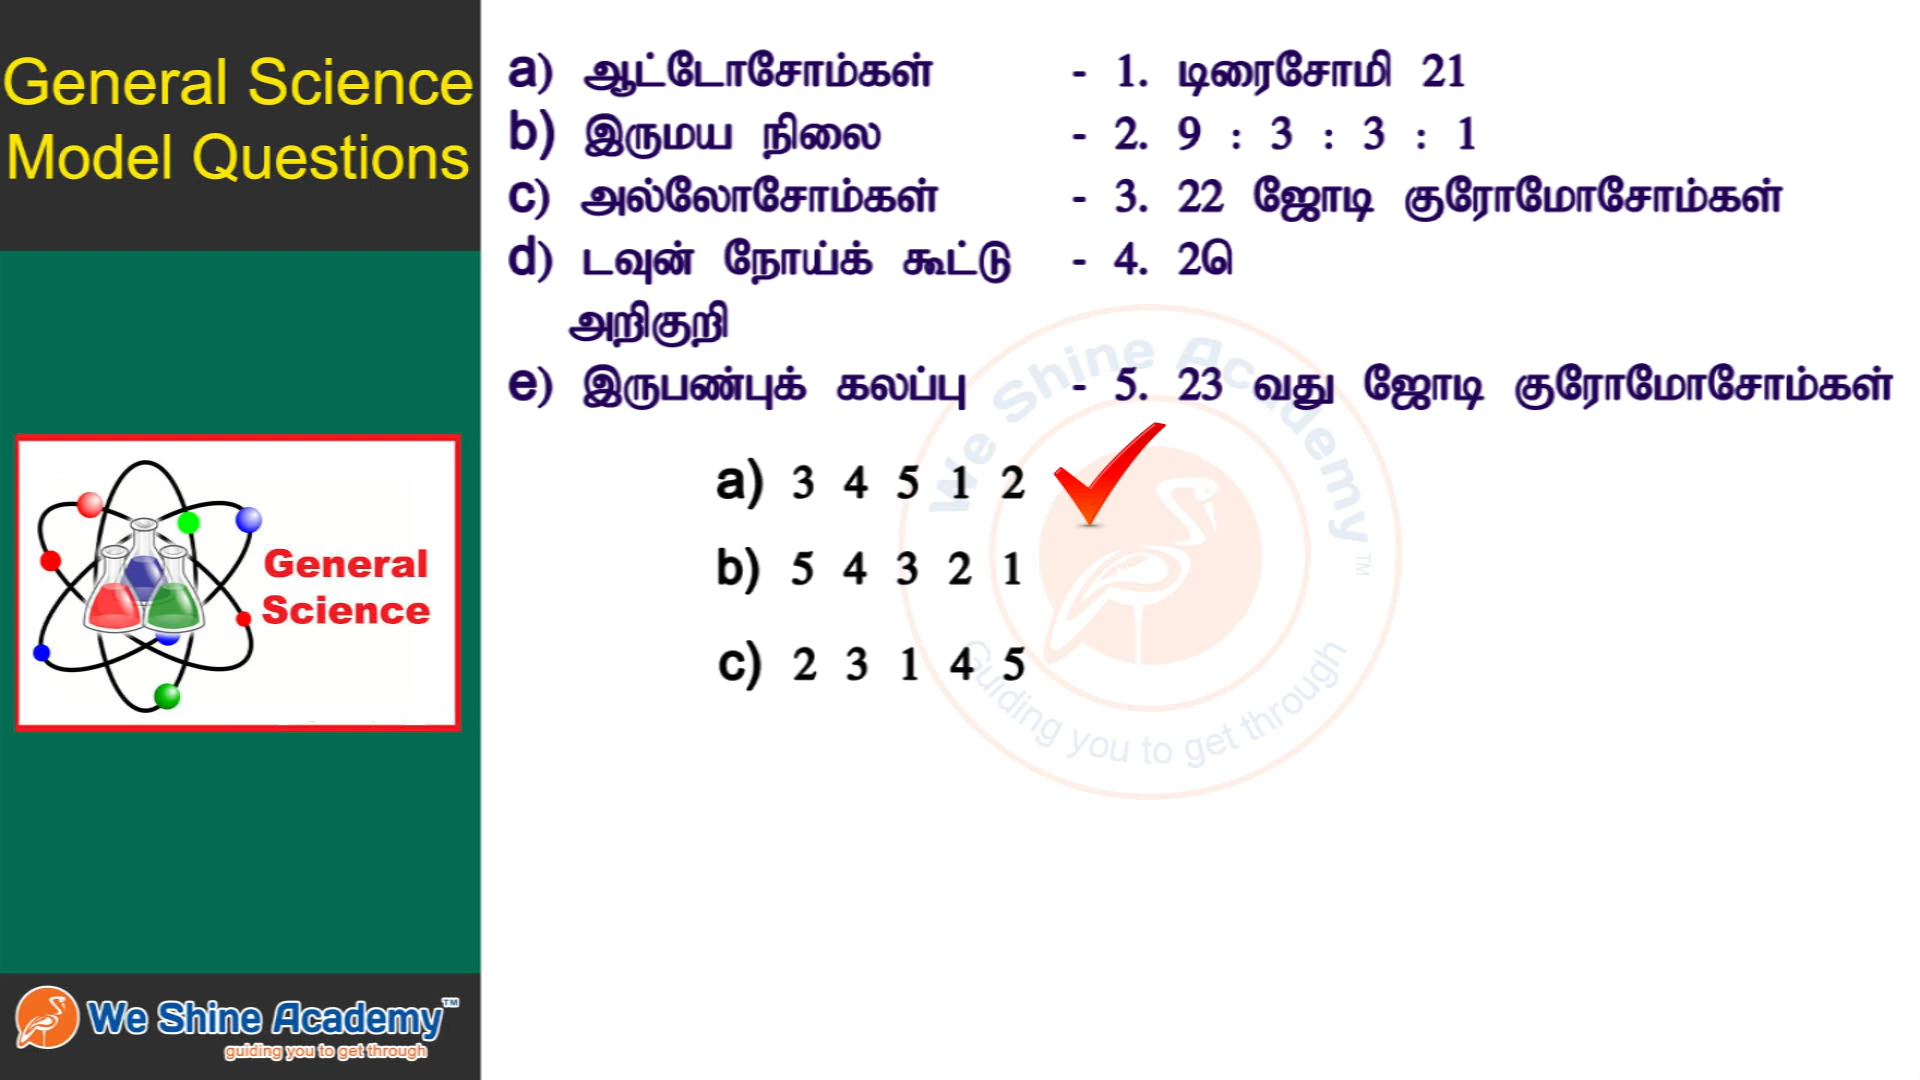 General Science
Model Questions
a) ஆட்டோசோம்கள் - 1. டிரைசோமி 21
b) இருமய நிலை - 2. 9 : 3 : 3 : 1
c) அல்லோசோம்கள் - 3. 22 ஜோடி குரோமோசோம்கள்
d) டவுன் நோய்க் கூட்டு - 4. 2ௌ
அறிகுறி
e) இருபண்புக் கலப்பு - 5. 23 வது ஜோடி குரோமோசோம்கள்
a) 3 4 5 1 2
b) 5 4 3 2 1
c) 2 3 1 4 5
General
Science
We Shine Academy™
guiding you to get through
We Shine Academy™
Guiding you to get through